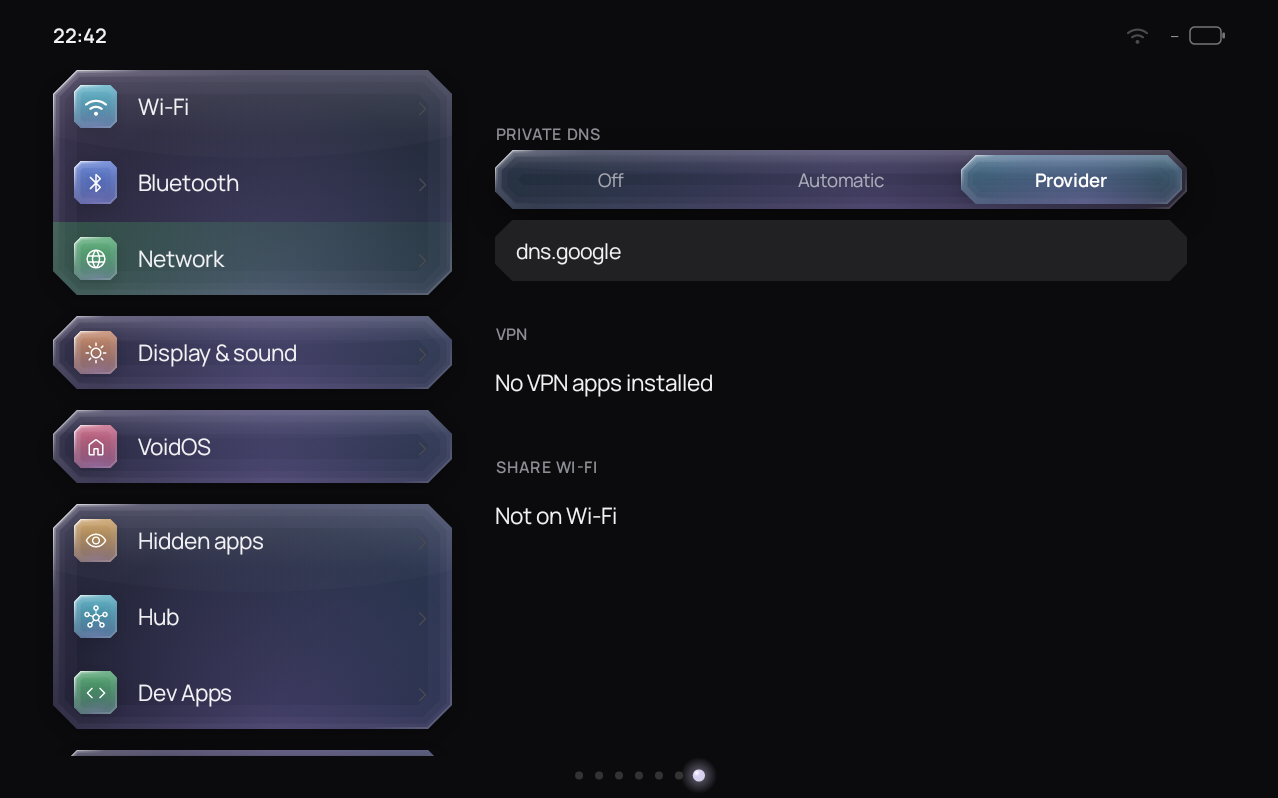 22:42
–
Wi-Fi
Bluetooth
Network
Display & sound
VoidOS
Hidden apps
Hub
Dev Apps
PRIVATE DNS
Off
Automatic
Provider
dns.google
VPN
No VPN apps installed
SHARE WI-FI
Not on Wi-Fi